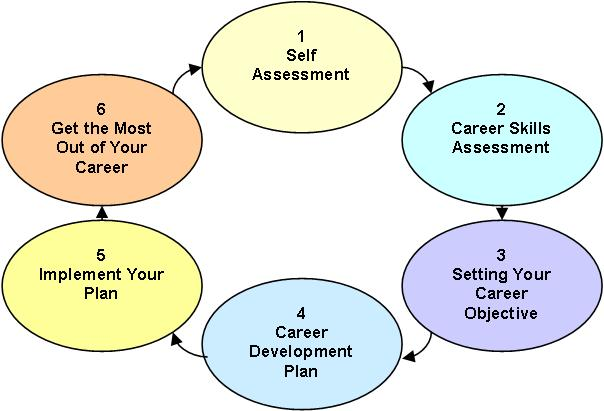 1
Self
Assessment
2
Career Skills
Assessment
3
Setting Your
Career
Objective
4
Career
Development
Plan
5
Implement Your
Plan
6
Get the Most
Out of Your
Career